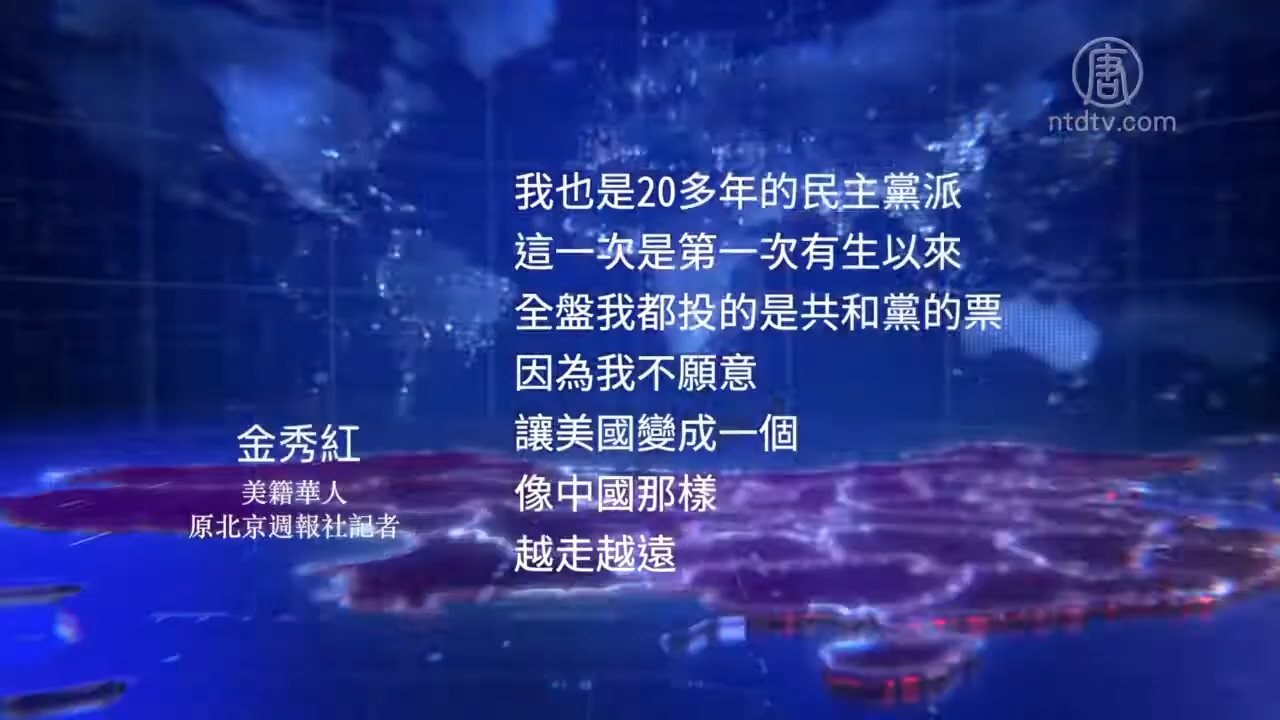 唐
ntdtv.com
我也是20多年的民主黨派
這一次是第一次有生以來
全盤我都投的是共和黨的票
因為我不願意
讓美國變成一個
像中國那樣
越走越遠
金秀紅
美籍華人
原北京週報社記者